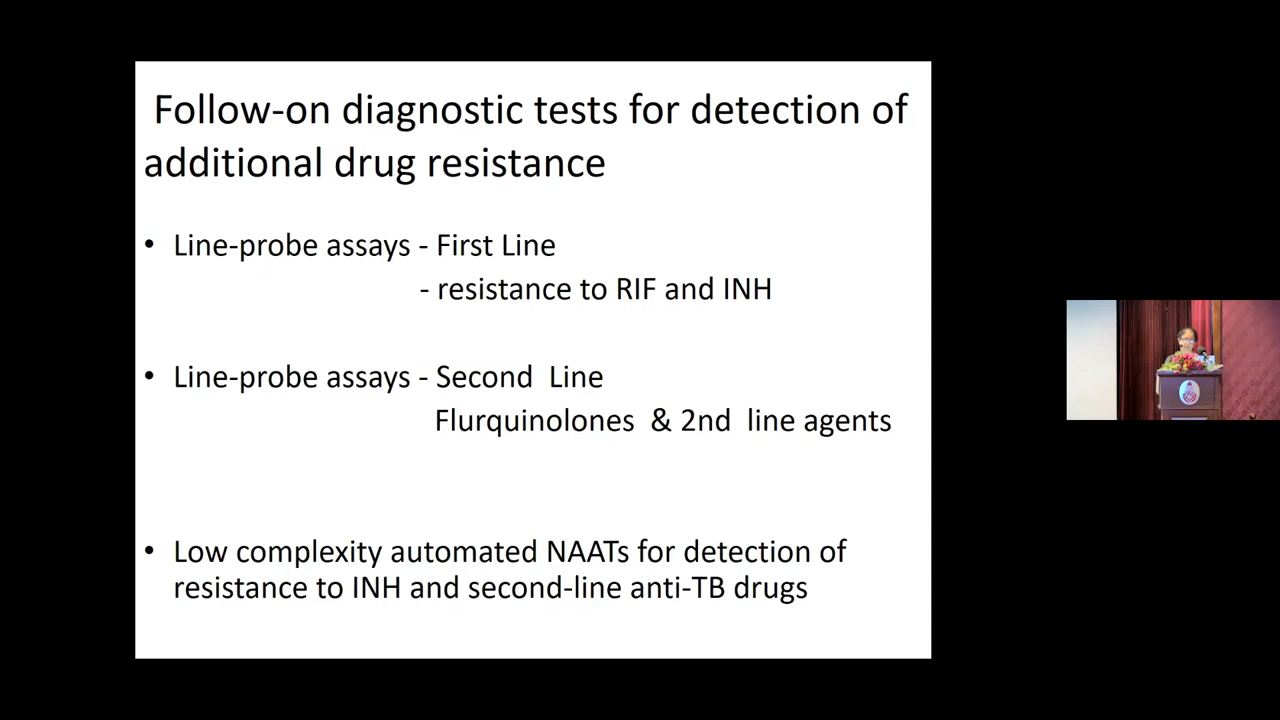 Follow-on diagnostic tests for detection of
additional drug resistance
• Line-probe assays - First Line
- resistance to RIF and INH
• Line-probe assays - Second Line
Flurquinolones & 2nd line agents
• Low complexity automated NAATs for detection of
resistance to INH and second-line anti-TB drugs